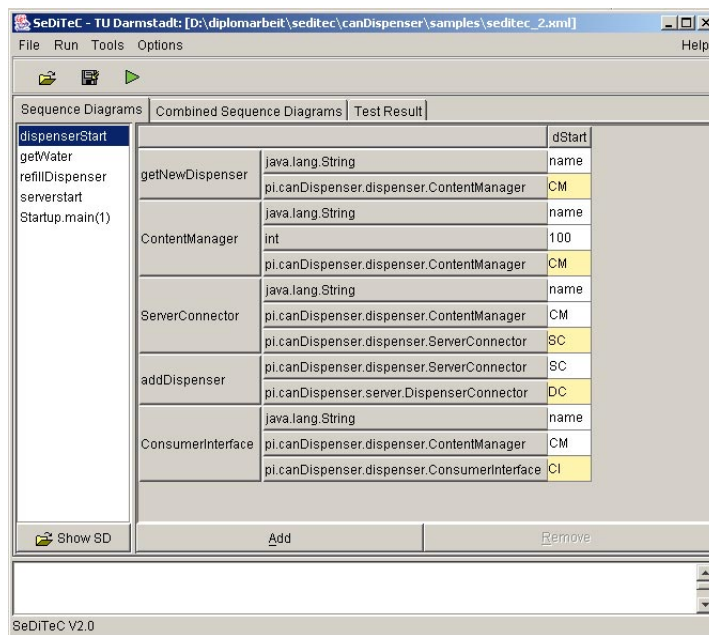 SeDiTeC - TU Darmstadt: [D:\diplomarbeit\seditec\canDispenser\samples\seditec_2.xml]
File Run Tools Options Help
Sequence Diagrams Combined Sequence Diagrams Test Result
dispenserStart
getWater
refillDispenser
serverstart
Startup.main(1)
dStart
getNewDispenser
java.lang.String name
pi.canDispenser.dispenser.ContentManager CM
ContentManager
java.lang.String name
int 100
pi.canDispenser.dispenser.ContentManager CM
ServerConnector
java.lang.String name
pi.canDispenser.dispenser.ContentManager CM
pi.canDispenser.dispenser.ServerConnector SC
addDispenser
pi.canDispenser.dispenser.ServerConnector SC
pi.canDispenser.server.DispenserConnector DC
ConsumerInterface
java.lang.String name
pi.canDispenser.dispenser.ContentManager CM
pi.canDispenser.dispenser.ConsumerInterface CI
Show SD Add Remove
SeDiTeC V2.0